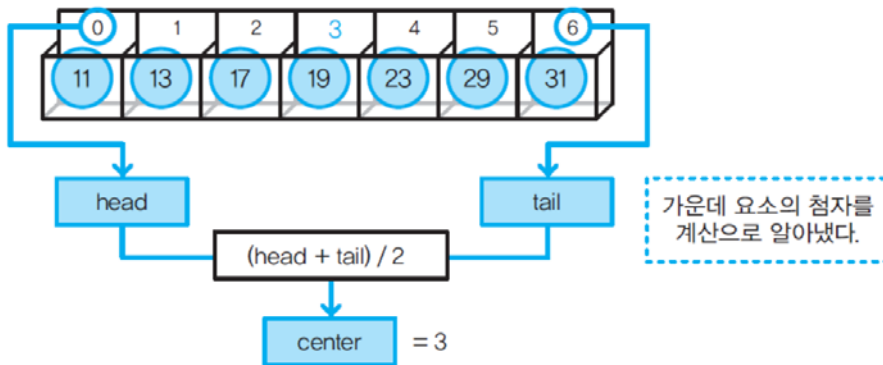 0 1 2 3 4 5 6
11 13 17 19 23 29 31
head
tail
가운데 요소의 첨자를
계산으로 알아냈다.
(head + tail) / 2
center = 3